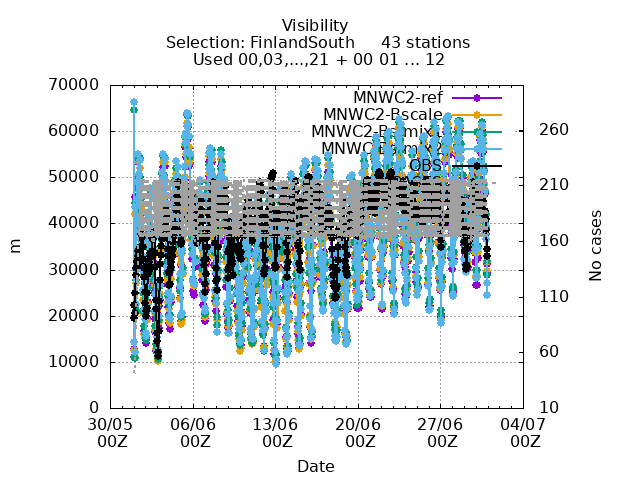 Visibility
Selection: FinlandSouth 43 stations
Used 00,03,...,21 + 00 01 ... 12
70000
60000
50000
40000
30000
20000
10000
0
m
MNWC2-ref
MNWC2-Bscale
OBS
260
210
160
110
60
10
No cases
30/05 06/06 13/06 20/06 27/06 04/07
00Z 00Z 00Z 00Z 00Z 00Z
Date